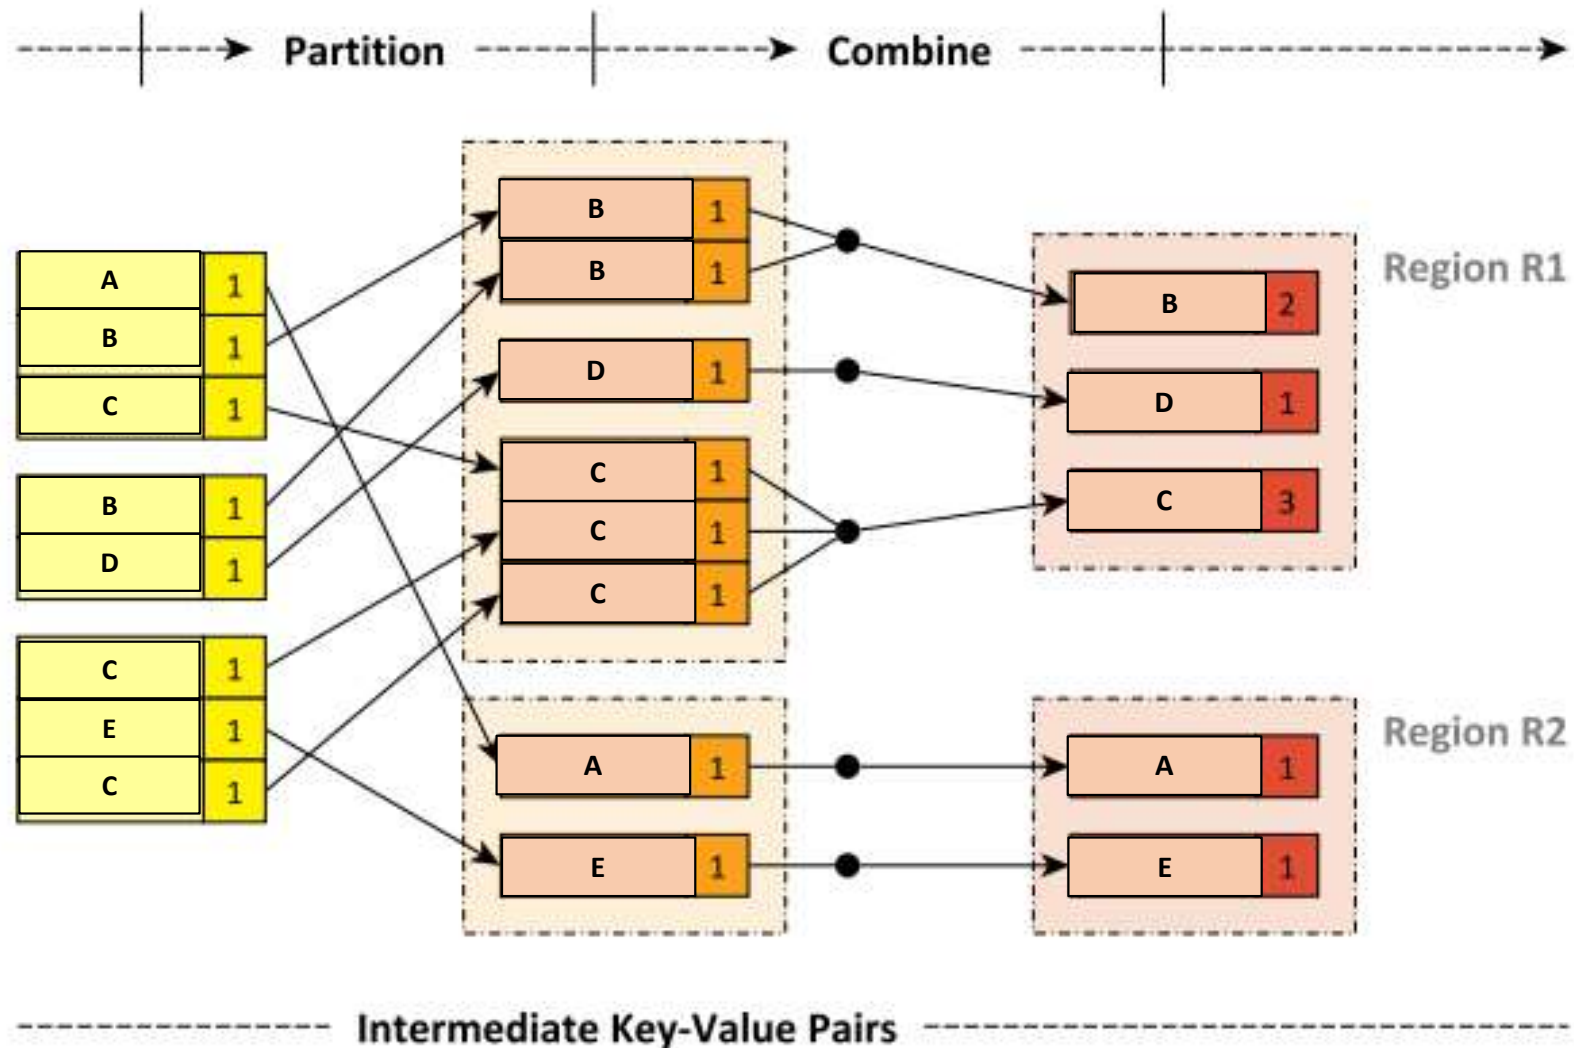 Partition Combine
A 1
B 1
C 1
B 1
D 1
C 1
E 1
C 1
B 1
B 1
D 1
C 1
C 1
C 1
A 1
E 1
Region R1
B 2
D 1
C 3
Region R2
A 1
E 1
Intermediate Key-Value Pairs